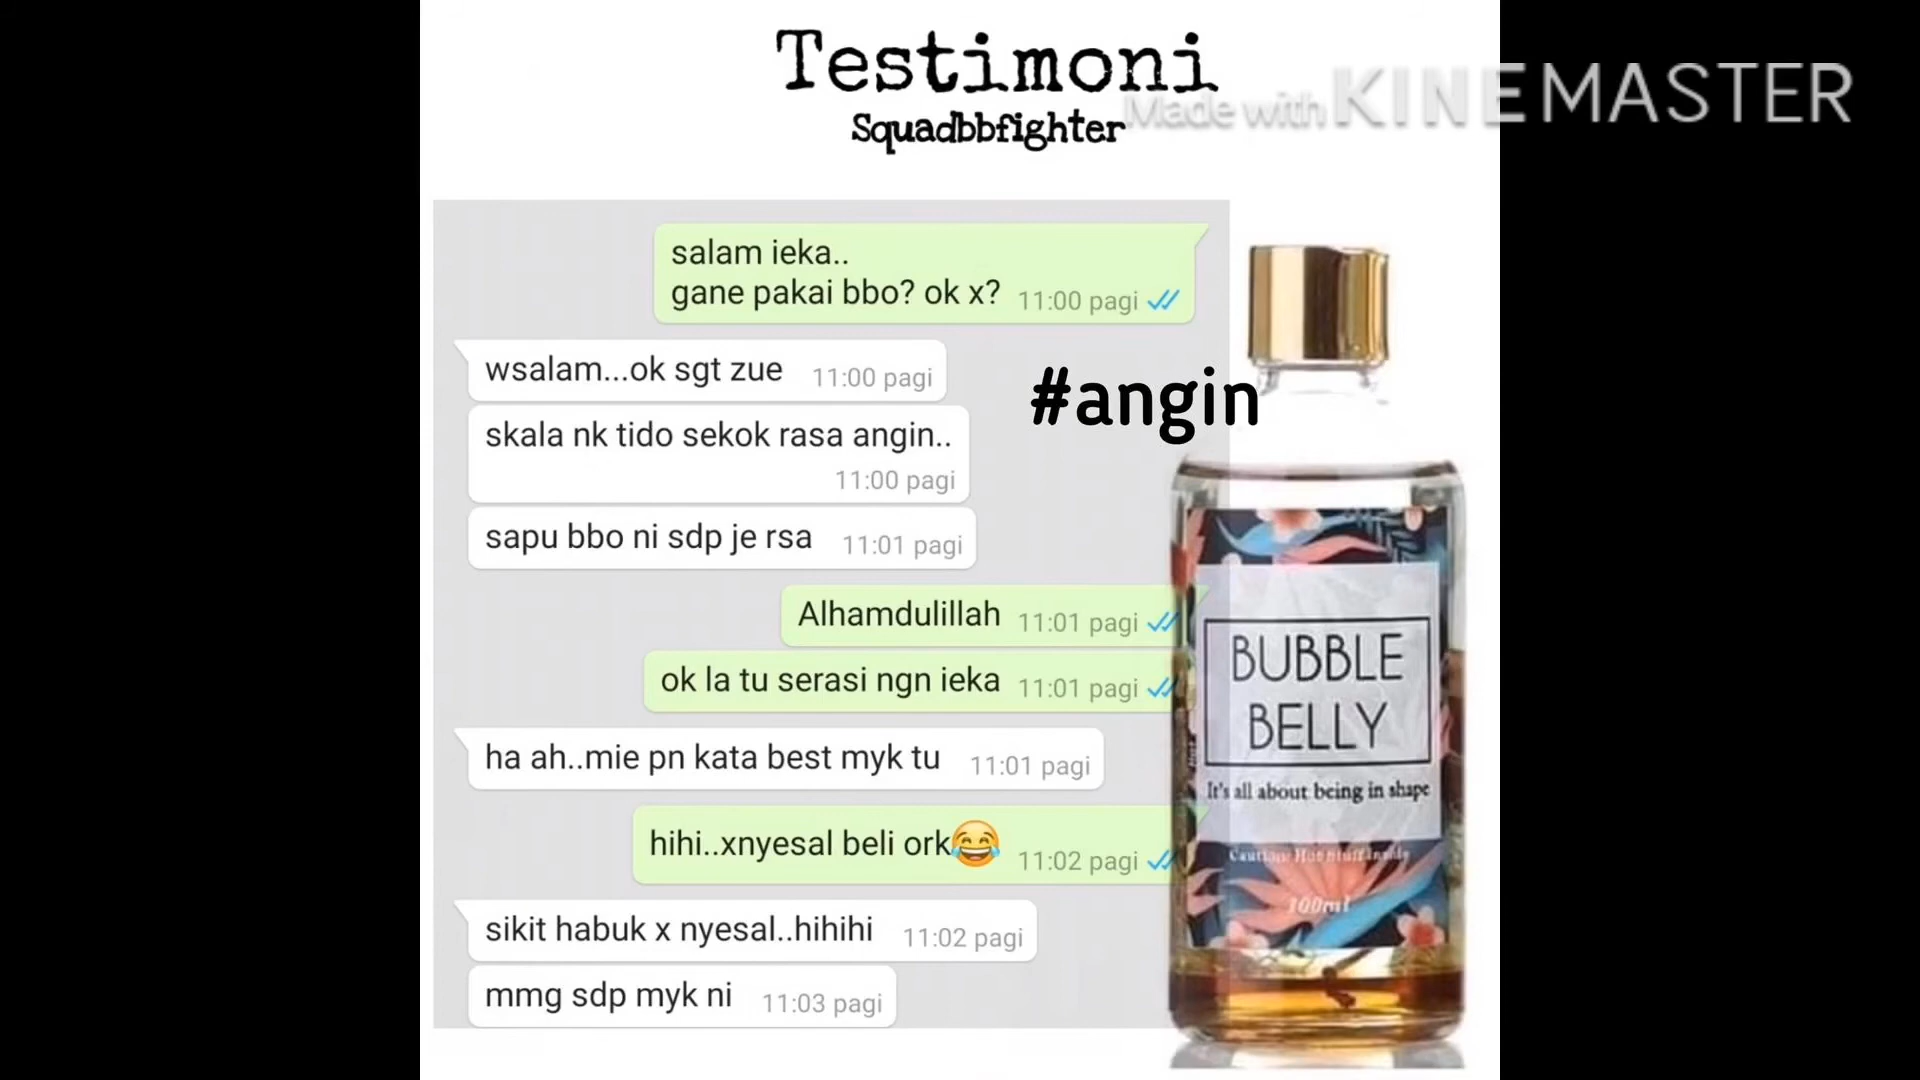 Testimoni
Squadbbfighter
Made with KINEMASTER
salam ieka..
gane pakai bbo? ok x? 11:00 pagi
wsalam...ok sgt zue 11:00 pagi
#angin
skala nk tido sekok rasa angin..
11:00 pagi
sapu bbo ni sdp je rsa 11:01 pagi
Alhamdulillah 11:01 pagi
ok la tu serasi ngn ieka 11:01 pagi
ha ah..mie pn kata best myk tu 11:01 pagi
hihi..xnyesal beli ork😂 11:02 pagi
sikit habuk x nyesal..hihihi 11:02 pagi
mmg sdp myk ni 11:03 pagi
BUBBLE
BELLY
It's all about being in shape
Caution: Hot stuff inside
100ml